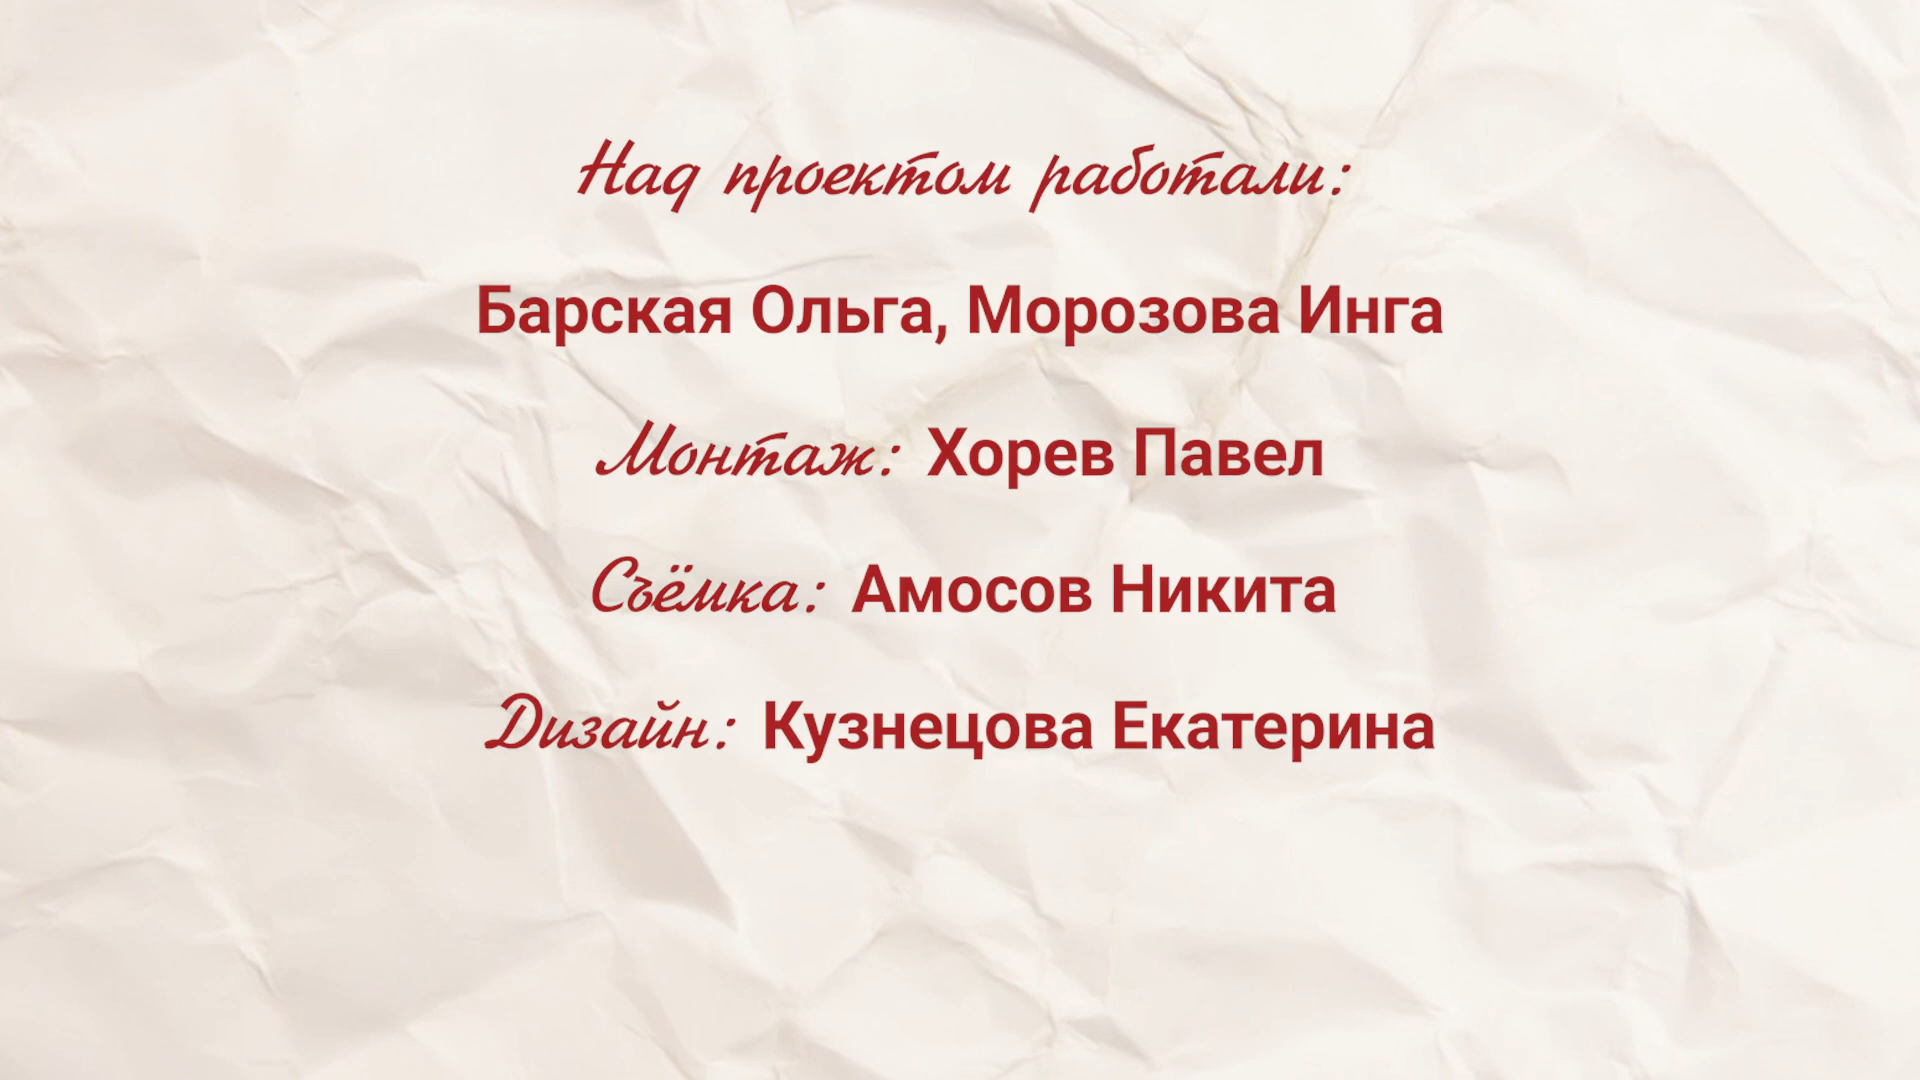 Над проектом работали:
Барская Ольга, Морозова Инга
Монтаж: Хорев Павел
Съёмка: Амосов Никита
Дизайн: Кузнецова Екатерина